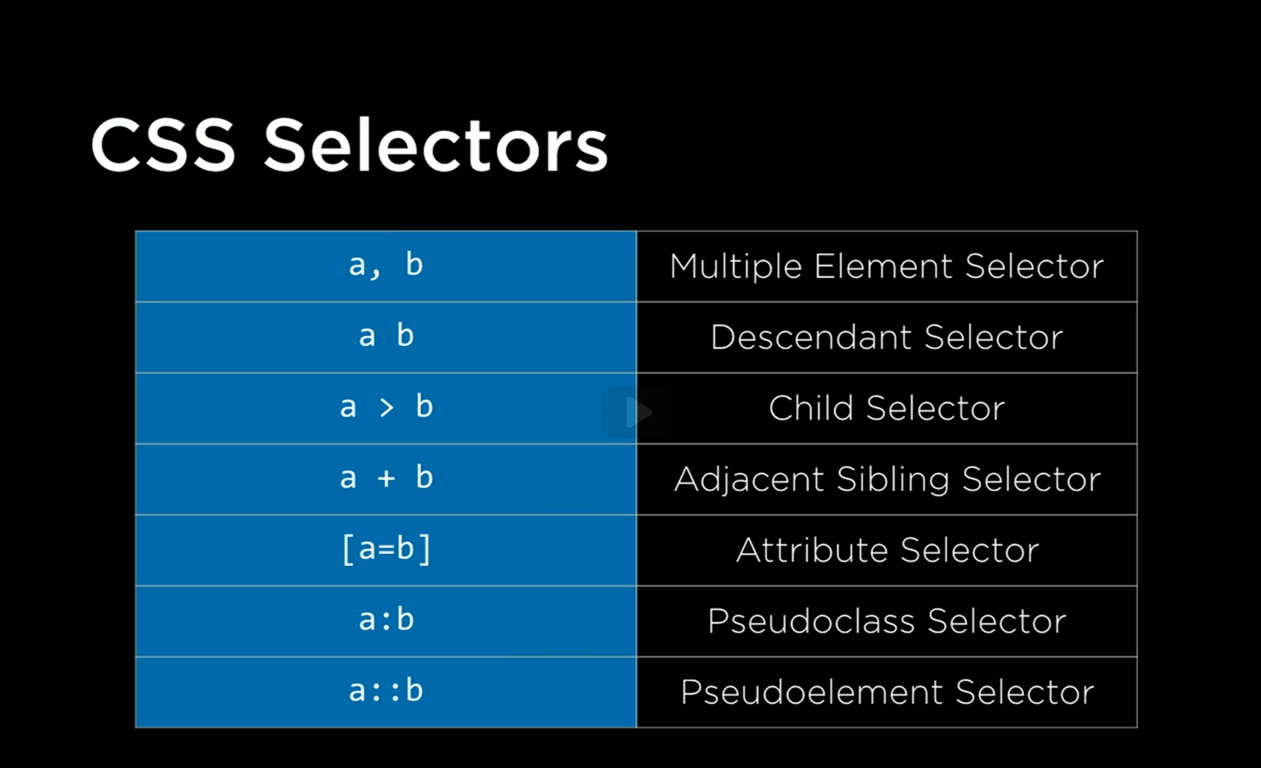 CSS Selectors
a, b Multiple Element Selector
a b Descendant Selector
a > b Child Selector
a + b Adjacent Sibling Selector
[a=b] Attribute Selector
a:b Pseudoclass Selector
a::b Pseudoelement Selector